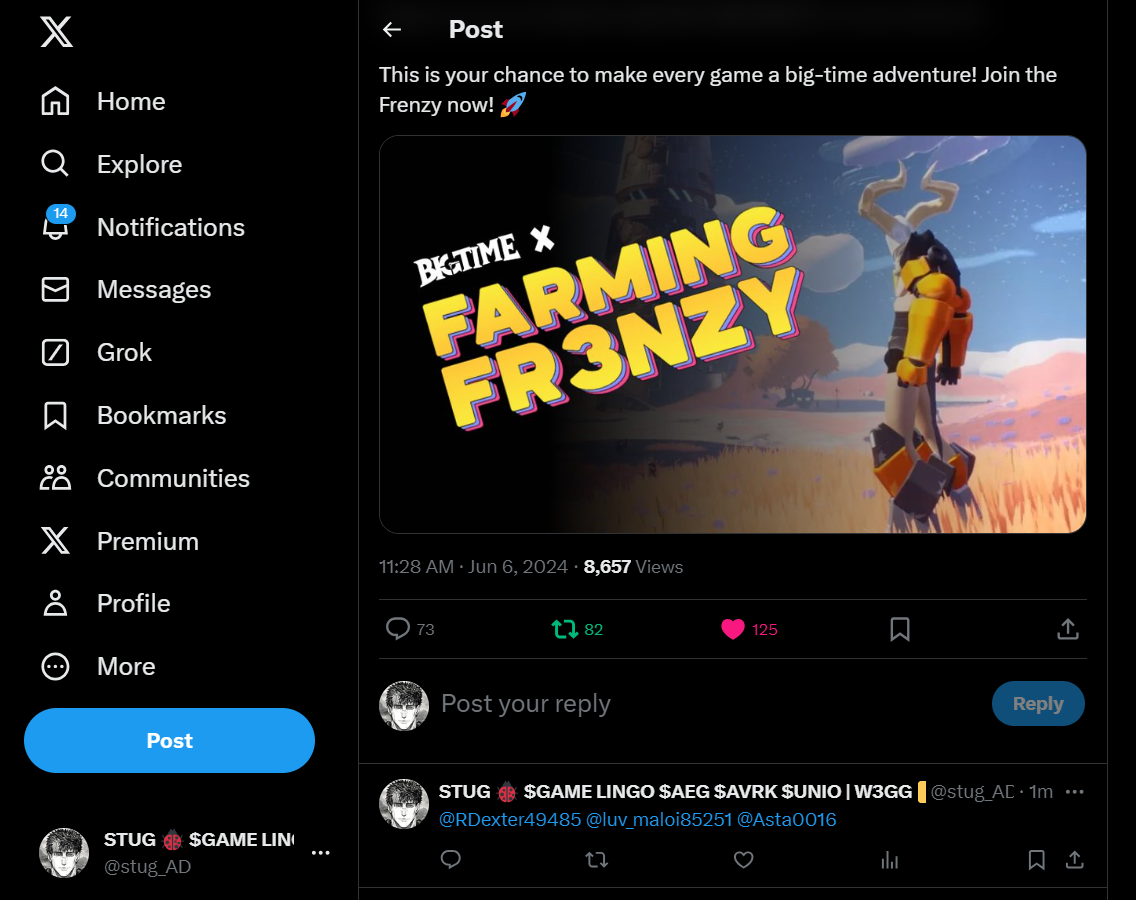 Home
Explore
14
Notifications
Messages
Grok
Bookmarks
Communities
Premium
Profile
More
Post
STUG 🐞 $GAME LIN
@stug_AD
Post
This is your chance to make every game a big-time adventure! Join the
Frenzy now! 🚀
BIGTIME X
FARMING
FR3NZY
11:28 AM · Jun 6, 2024 · 8,657 Views
73 82 125
Post your reply
Reply
STUG 🐞 $GAME LINGO $AEG $AVRK $UNIO | W3GG @stug_AD · 1m
@RDexter49485 @luv_maloi85251 @Asta0016